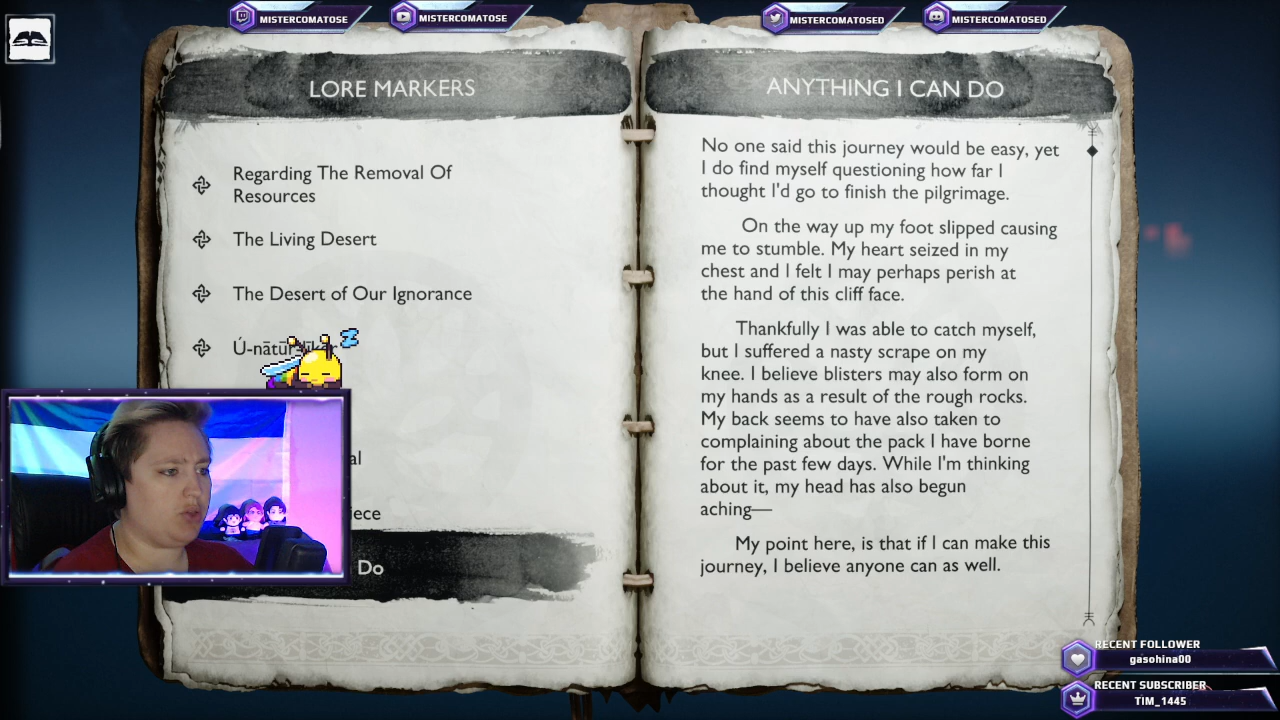 MISTERCOMATOSE
MISTERCOMATOSE
MISTERCOMATOSED
MISTERCOMATOSED
LORE MARKERS
Regarding The Removal Of
Resources
The Living Desert
The Desert of Our Ignorance
al
iece
Do
ANYTHING I CAN DO
No one said this journey would be easy, yet
I do find myself questioning how far I
thought I'd go to finish the pilgrimage.
On the way up my foot slipped causing
me to stumble. My heart seized in my
chest and I felt I may perhaps perish at
the hand of this cliff face.
Thankfully I was able to catch myself,
but I suffered a nasty scrape on my
knee. I believe blisters may also form on
my hands as a result of the rough rocks.
My back seems to have also taken to
complaining about the pack I have borne
for the past few days. While I'm thinking
about it, my head has also begun
aching—
My point here, is that if I can make this
journey, I believe anyone can as well.
RECENT FOLLOWER
gasohina00
RECENT SUBSCRIBER
TIM_1445